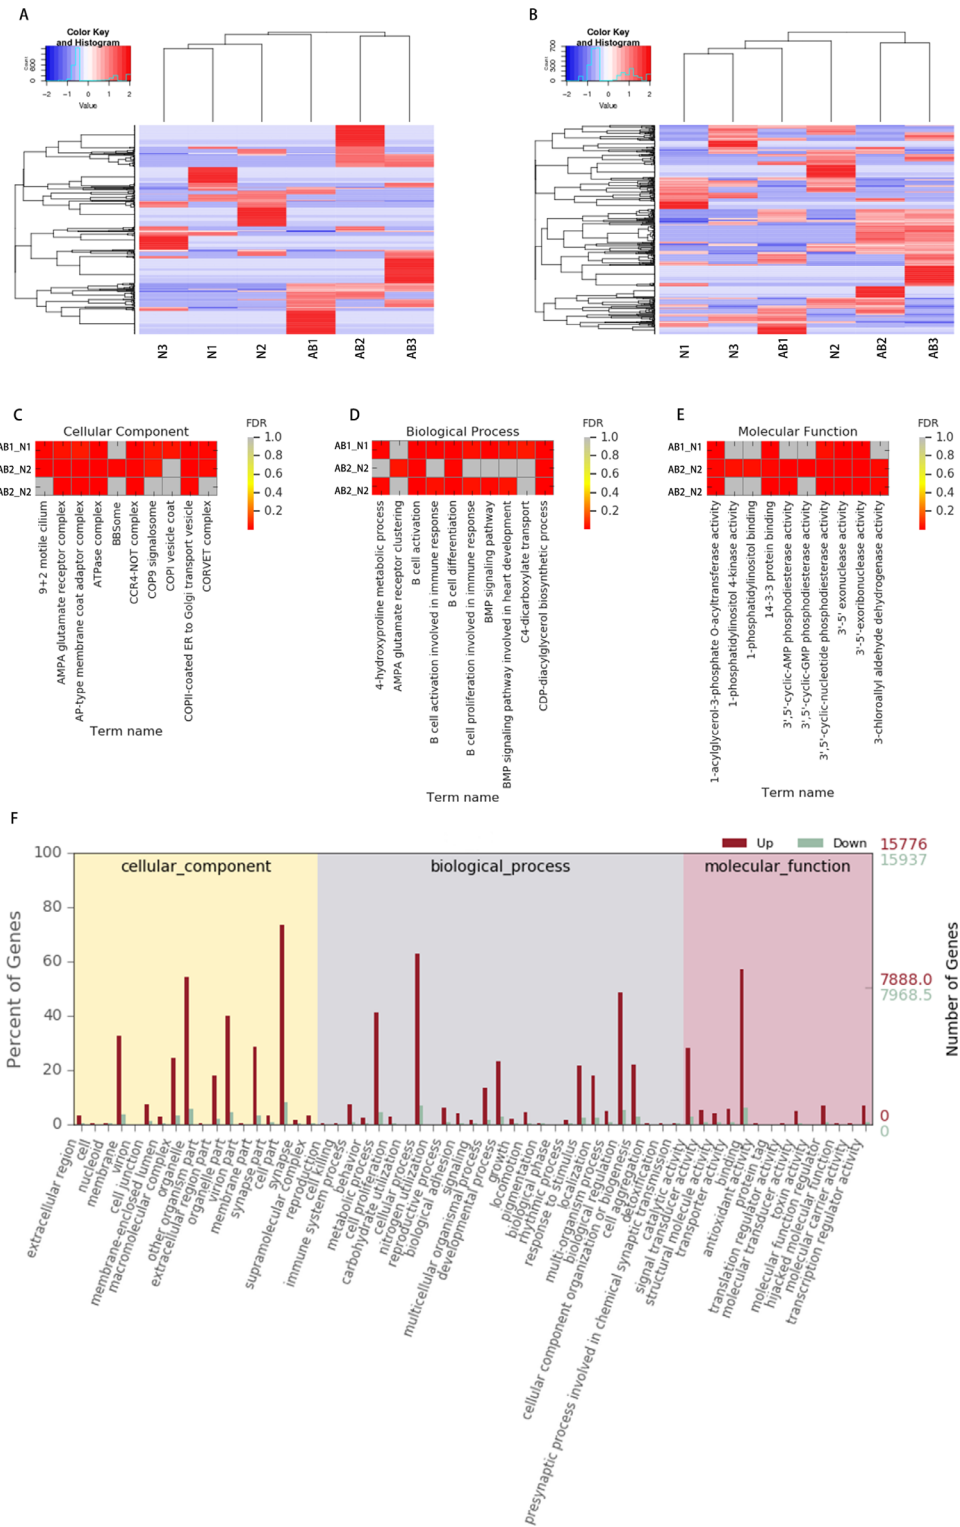 A
Color Key
and Histogram
Count
0 600
−2 −1 0 1 2
Value
N3 N1 N2 AB1 AB2 AB3
B
Color Key
and Histogram
Count
0 300 700
−2 −1 0 1 2
Value
N1 N3 AB1 N2 AB2 AB3
C
Cellular Component
AB1_N1
AB2_N2
AB2_N2
9+2 motile cilium
AMPA glutamate receptor complex
AP-type membrane coat adaptor complex
ATPase complex
BBSome
CCR4-NOT complex
COP9 signalosome
COPI vesicle coat
COPII-coated ER to Golgi transport vesicle
CORVET complex
Term name
FDR
1.0
0.8
0.6
0.4
0.2
D
Biological Process
AB1_N1
AB2_N2
AB2_N2
4-hydroxyproline metabolic process
AMPA glutamate receptor clustering
B cell activation
B cell activation involved in immune response
B cell differentiation
B cell proliferation involved in immune response
BMP signaling pathway
BMP signaling pathway involved in heart development
C4-dicarboxylate transport
CDP-diacylglycerol biosynthetic process
Term name
FDR
1.0
0.8
0.6
0.4
0.2
E
Molecular Function
AB1_N1
AB2_N2
AB2_N2
1-acylglycerol-3-phosphate O-acyltransferase activity
1-phosphatidylinositol 4-kinase activity
1-phosphatidylinositol binding
14-3-3 protein binding
3',5'-cyclic-AMP phosphodiesterase activity
3',5'-cyclic-GMP phosphodiesterase activity
3',5'-cyclic-nucleotide phosphodiesterase activity
3'-5' exonuclease activity
3'-5'-exoribonuclease activity
3-chloroallyl aldehyde dehydrogenase activity
Term name
FDR
1.0
0.8
0.6
0.4
0.2
F
Up Down
cellular_component biological_process molecular_function
Percent of Genes
100
80
60
40
20
0
15776
15937
7888.0
7968.5
0
0
Number of Genes
extracellular region
cell
nucleoid
membrane
virion
cell junction
membrane-enclosed lumen
macromolecular complex
organelle
other organism part
extracellular region part
organelle part
virion part
membrane part
synapse part
cell part
synapse
supramolecular complex
reproduction
cell killing
immune system process
behavior
metabolic process
cell proliferation
carbohydrate utilization
cellular process
nitrogen utilization
reproductive process
biological adhesion
signaling
multicellular organismal process
developmental process
growth
locomotion
pigmentation
biological phase
rhythmic process
response to stimulus
localization
multi-organism process
biological regulation
cellular component organization or biogenesis
cell aggregation
detoxification
presynaptic process involved in chemical synaptic transmission
catalytic activity
signal transducer activity
structural molecule activity
transporter activity
binding
antioxidant activity
protein tag
translation regulator activity
molecular transducer activity
toxin activity
molecular function regulator
hijacked molecular function
molecular carrier activity
transcription regulator activity